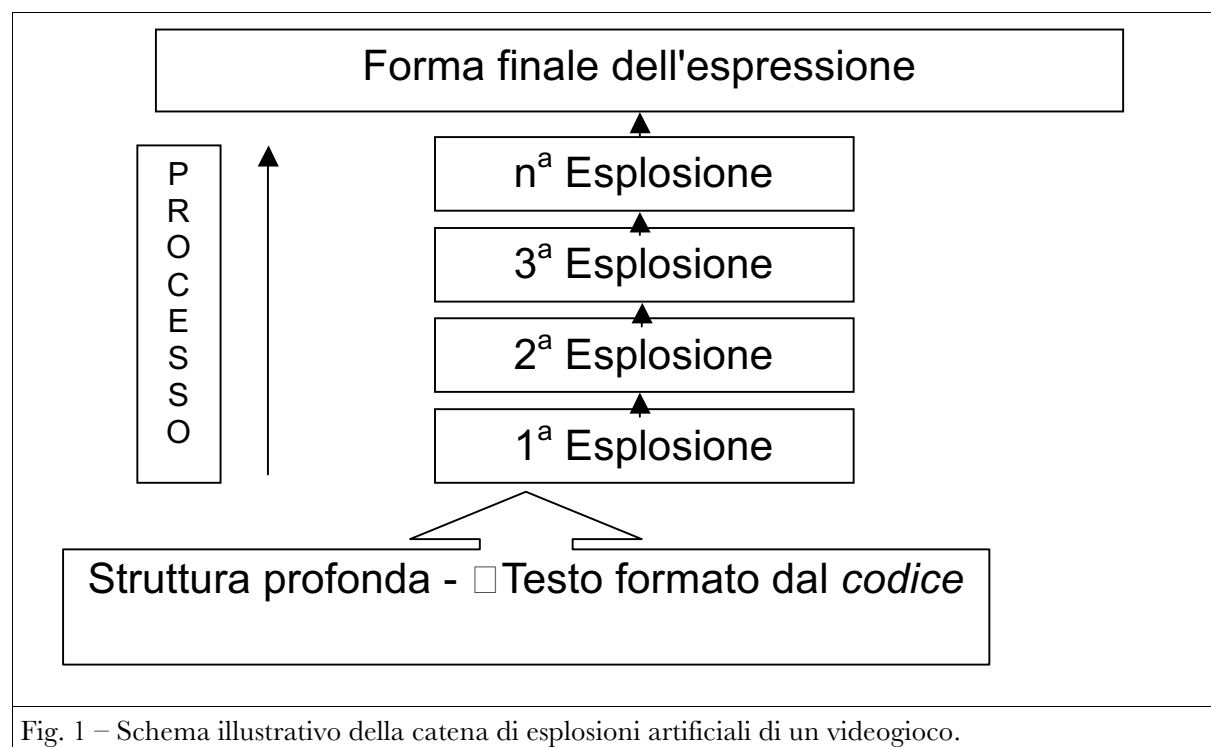 Forma finale dell'espressione
P
R
O
C
E
S
S
O
nª Esplosione
3ª Esplosione
2ª Esplosione
1ª Esplosione
Struttura profonda - □Testo formato dal codice
Fig. 1 – Schema illustrativo della catena di esplosioni artificiali di un videogioco.